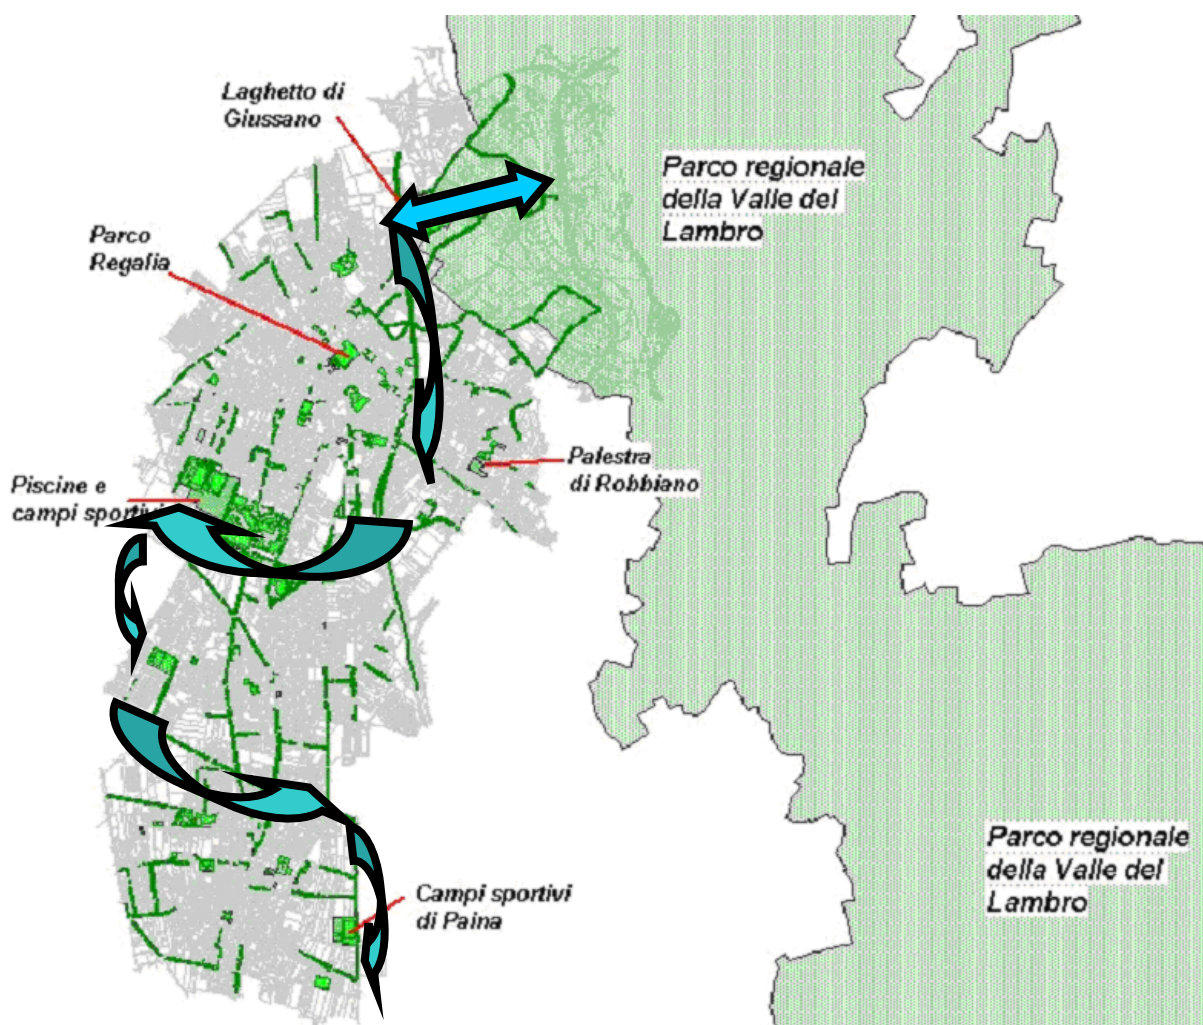 Laghetto di
Giussano
Parco regionale
della Valle del
Lambro
Parco
Regalia
Palestra
di Robbiano
Piscine e
campi sportivi
Parco regionale
della Valle del
Lambro
Campi sportivi
di Paina